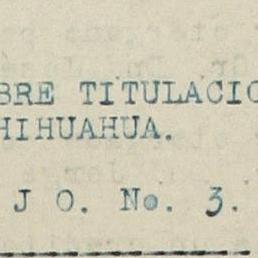 BRE TITULACIO
HIHUAHUA.
J O. No. 3.